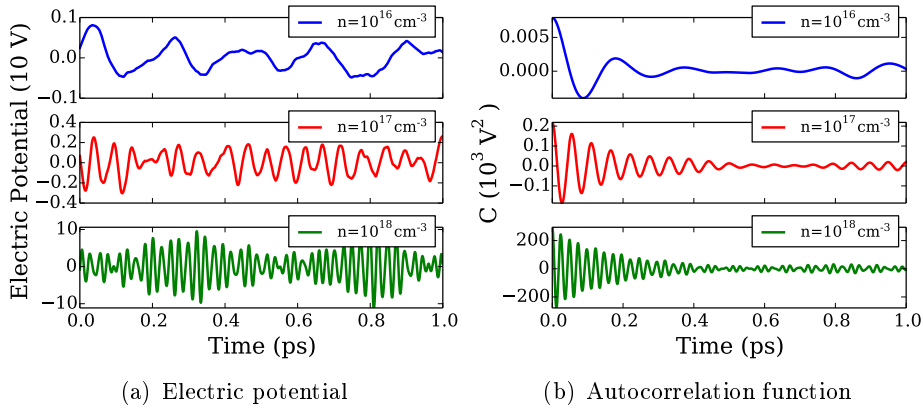 Electric Potential (10 V)
0.1
0.0
−0.1
n=10¹⁶cm⁻³
0.4
0.2
0.0
−0.2
−0.4
n=10¹⁷cm⁻³
10
0
−10
n=10¹⁸cm⁻³
0.0 0.2 0.4 0.6 0.8 1.0
Time (ps)
(a) Electric potential
C (10³ V²)
0.005
0.000
n=10¹⁶cm⁻³
0.2
0.1
0.0
−0.1
n=10¹⁷cm⁻³
200
0
−200
n=10¹⁸cm⁻³
0.0 0.2 0.4 0.6 0.8 1.0
Time (ps)
(b) Autocorrelation function